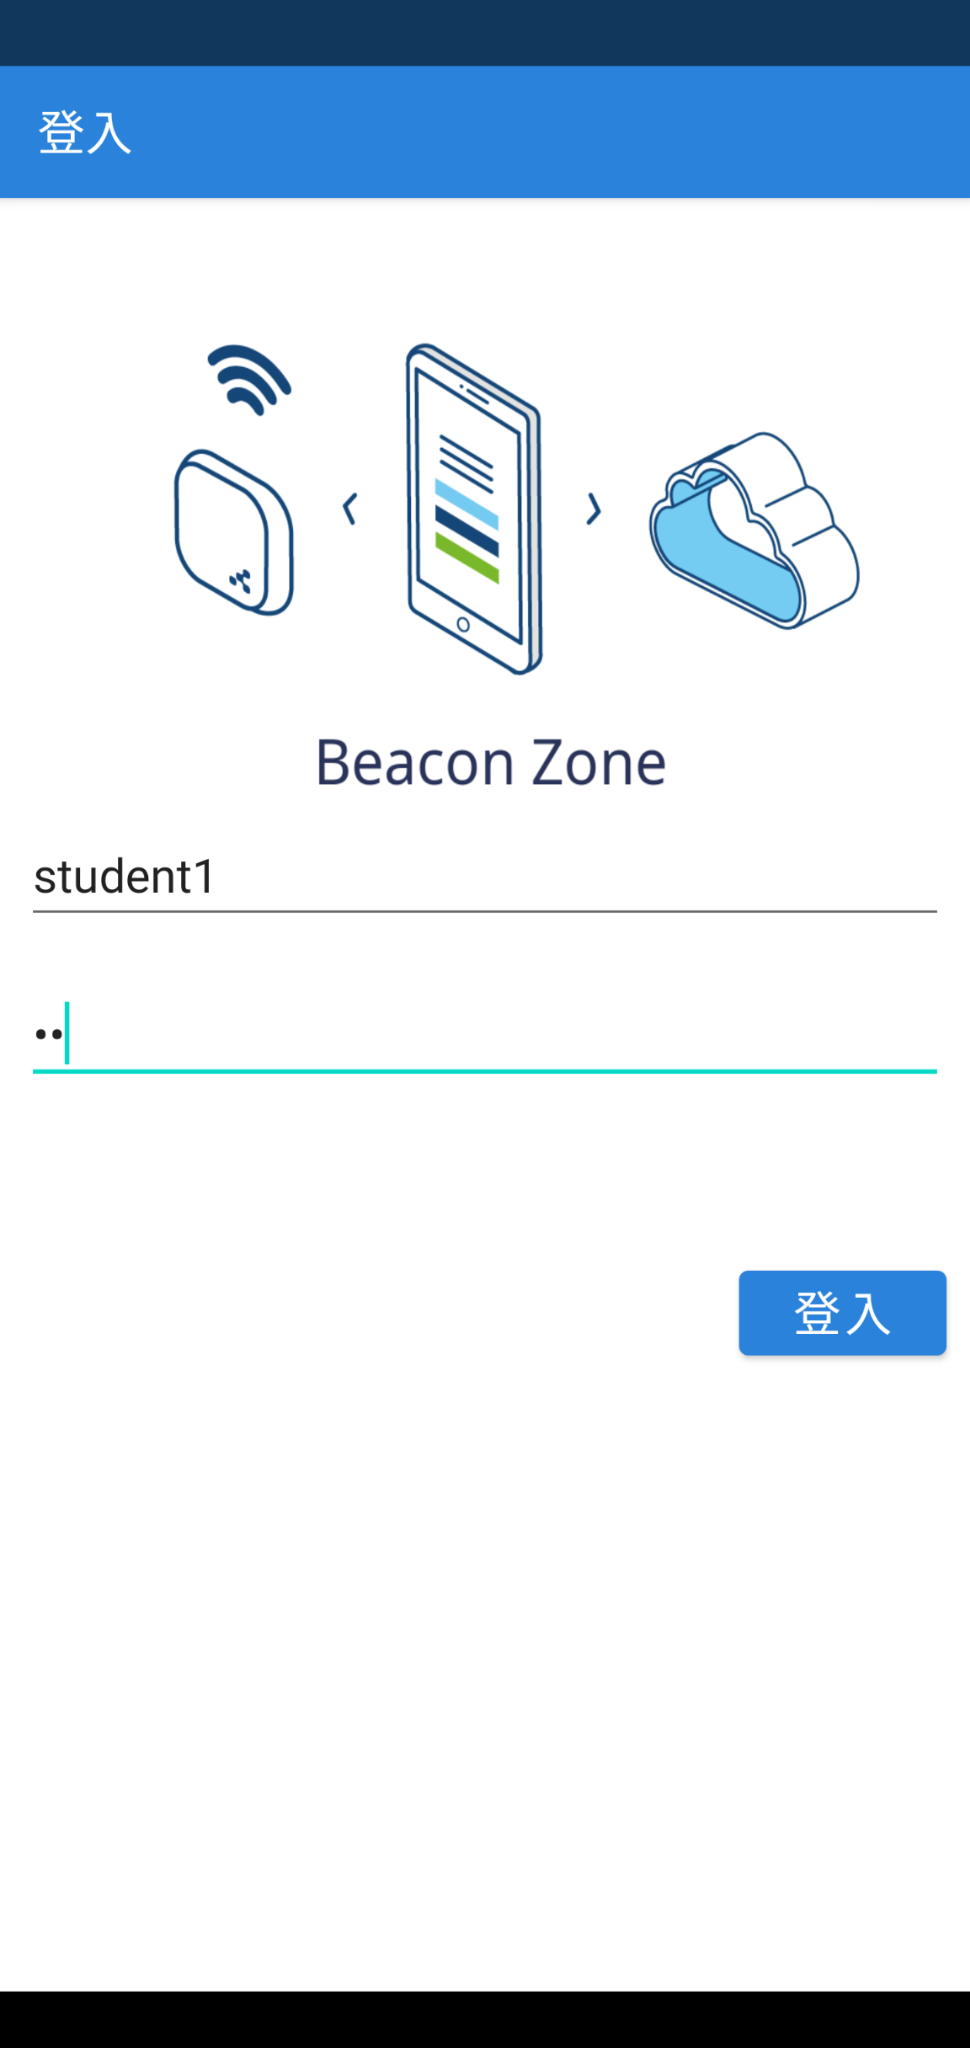 登入
Beacon Zone
student1
••
登入